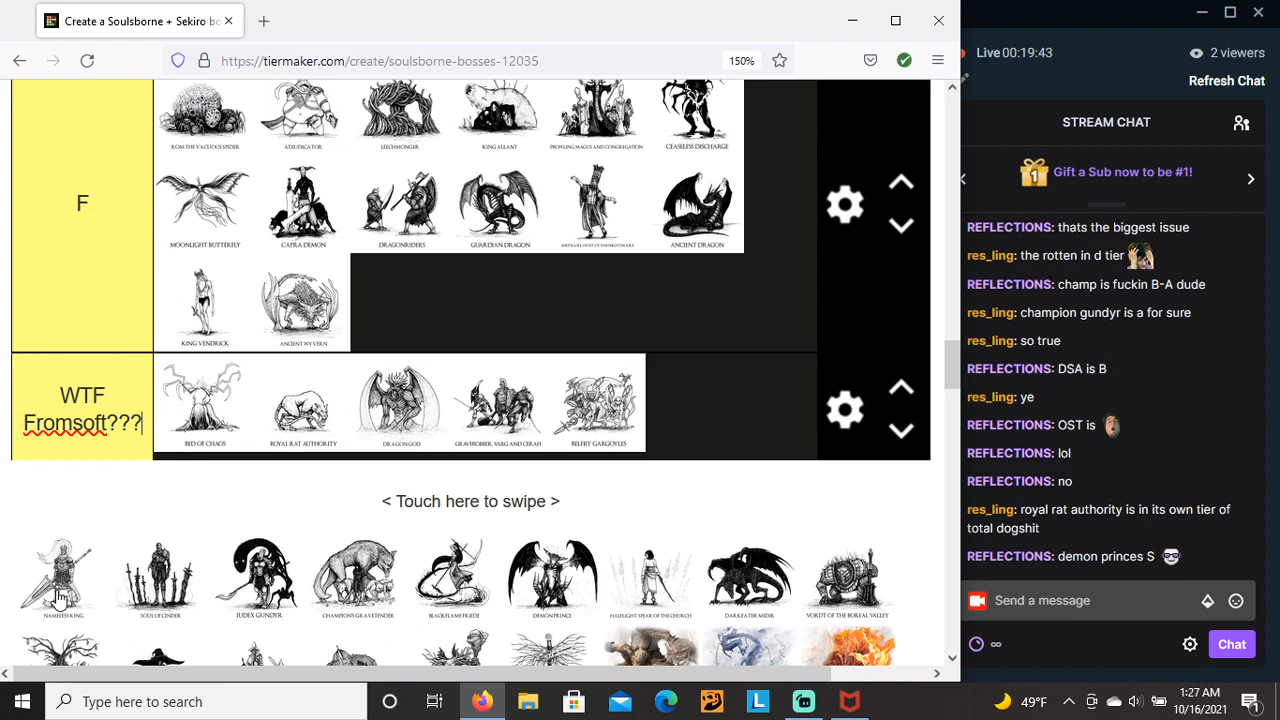 Create a Soulsborne + Sekiro bo
https://tiermaker.com/create/soulsborne-bosses-12035
150%
Live 00:19:43
2 viewers
Refresh Chat
STREAM CHAT
1
Gift a Sub now to be #1!
F
ROM THE VACUOUS SPIDER
ADJUDICATOR
LEECHMONGER
KING ALLANT
PROWLING MAGUS AND CONGREGATION
CEASELESS DISCHARGE
MOONLIGHT BUTTERFLY
CAPRA DEMON
DRAGONRIDERS
GUARDIAN DRAGON
MICOLASH, HOST OF THE NIGHTMARE
ANCIENT DRAGON
KING VENDRICK
ANCIENT WYVERN
WTF
Fromsoft???
BED OF CHAOS
ROYAL RAT AUTHORITY
DRAGON GOD
GRAVEROBBER, VARG AND CERAH
BELFRY GARGOYLES
< Touch here to swipe >
NAMELESS KING
SOUL OF CINDER
IUDEX GUNDYR
CHAMPION'S GRAVETENDER
BLACKFLAME FRIEDE
DEMON PRINCE
HALFLIGHT, SPEAR OF THE CHURCH
DARKEATER MIDIR
VORDT OF THE BOREAL VALLEY
REFLECTIONS: thats the biggest issue
res_ling: the rotten in d tier
REFLECTIONS: champ is fuckin B-A dude
res_ling: champion gundyr is a for sure
res_ling: so true
REFLECTIONS: DSA is B
res_ling: ye
REFLECTIONS: OST is
REFLECTIONS: lol
REFLECTIONS: no
res_ling: royal rat authority is in its own tier of
total dogshit
REFLECTIONS: demon princes S
Send a message
∞
Chat
Type here to search
L
49°F
10/16/2021
1